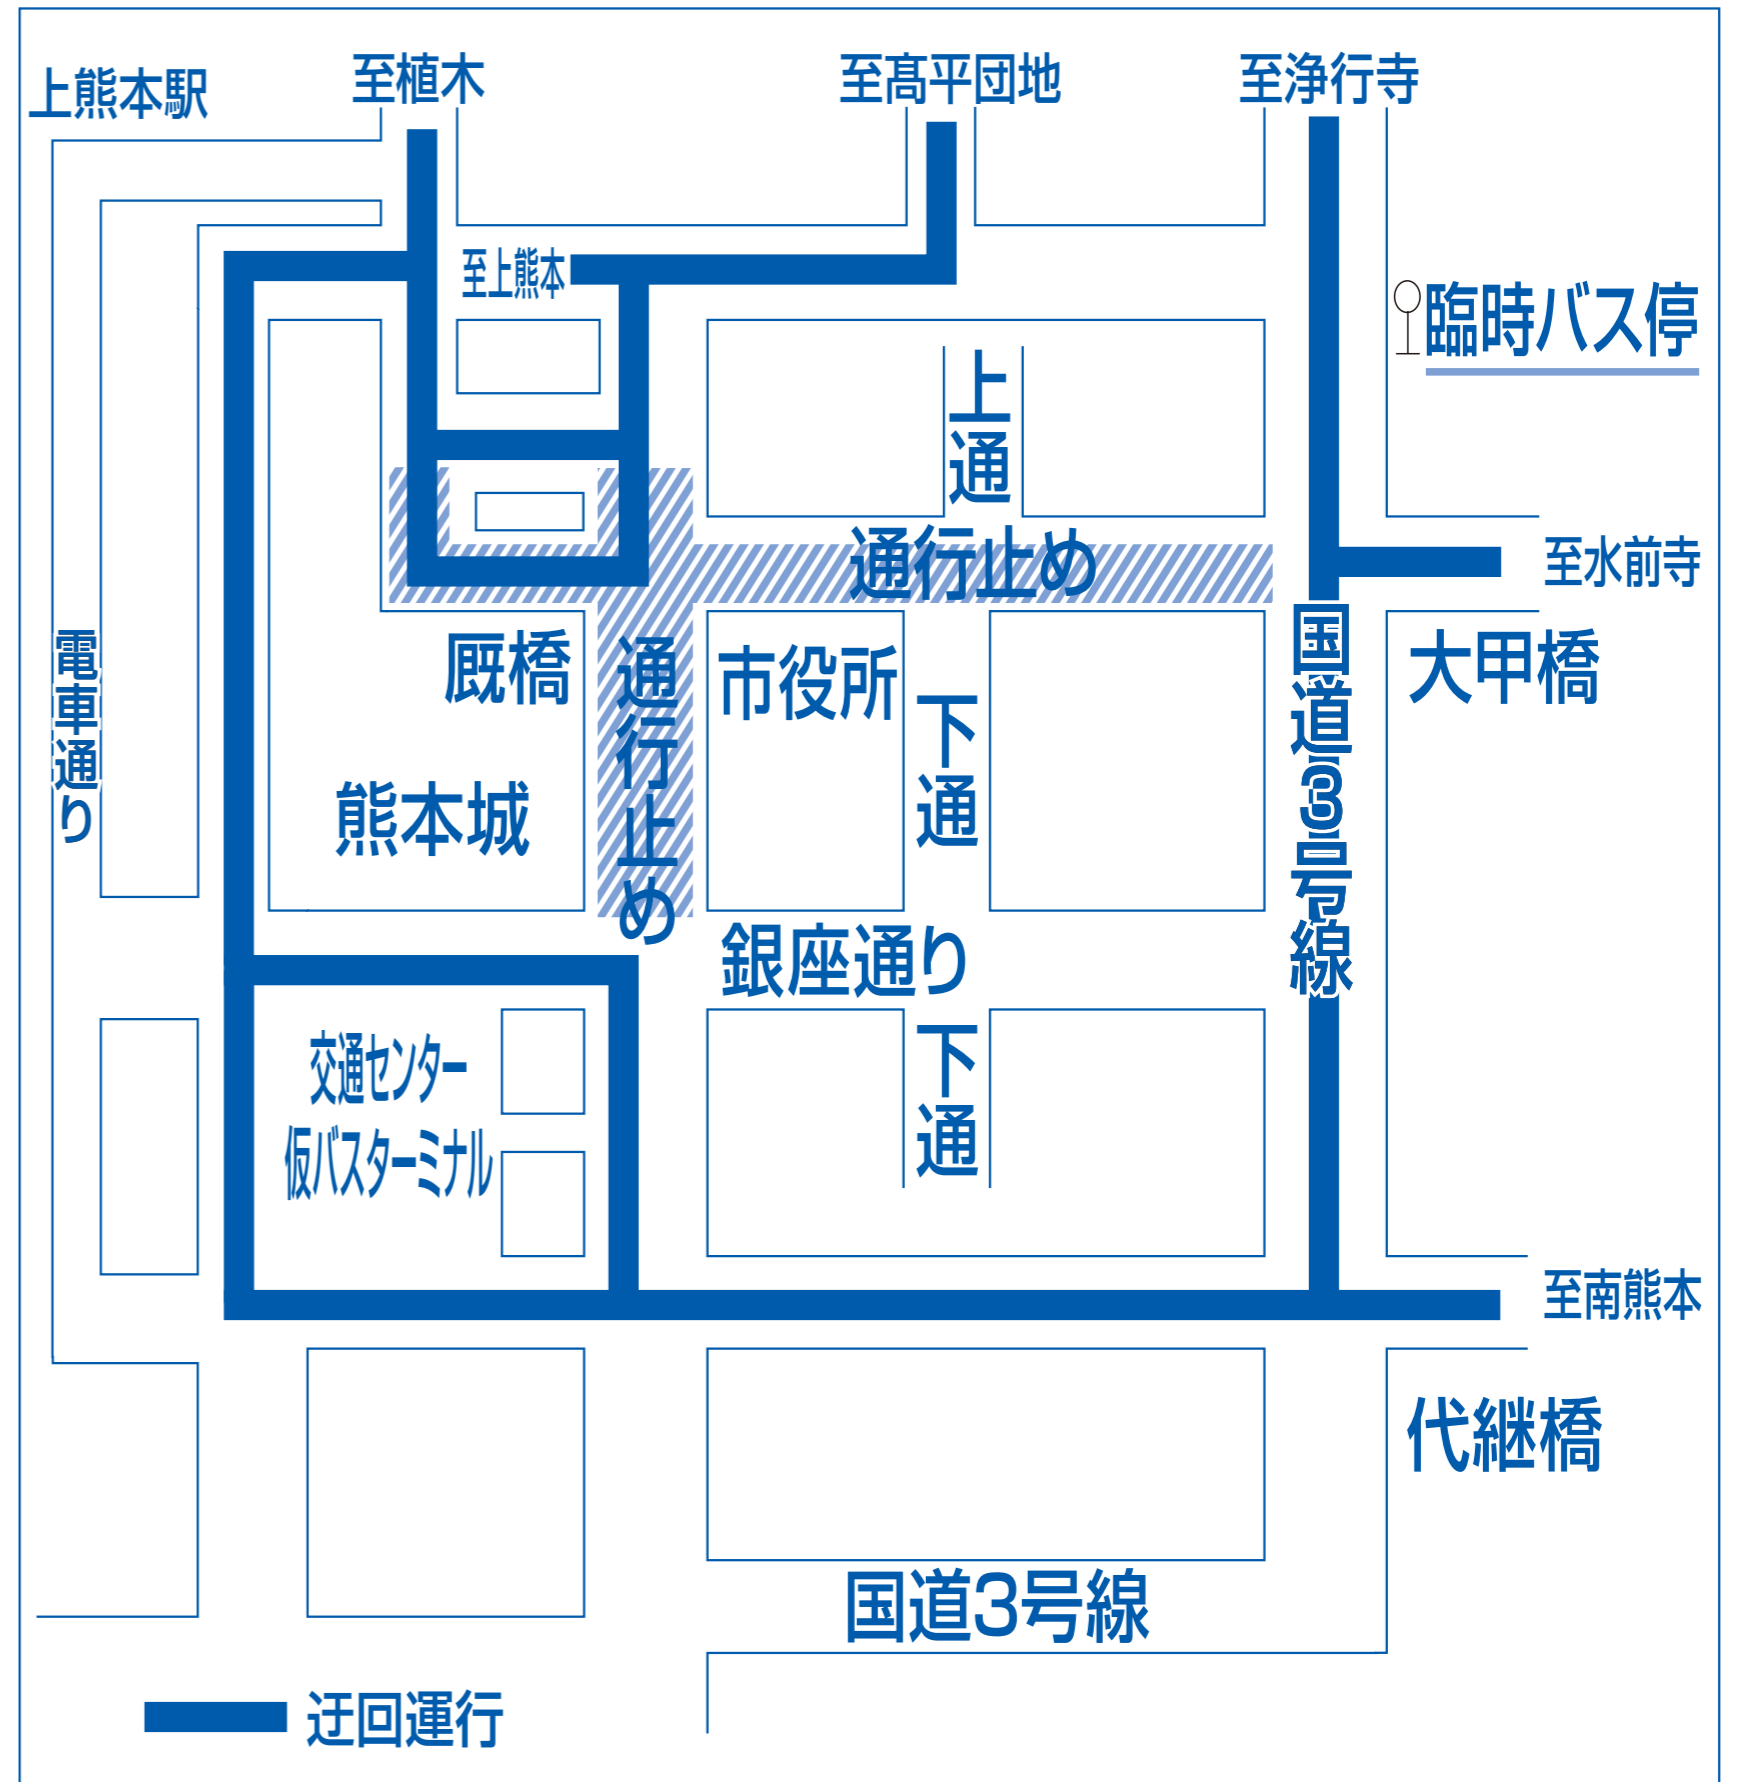 上熊本駅
至植木
至髙平団地
至浄行寺
至上熊本
臨時バス停
上通
通行止め
至水前寺
電車通り
厩橋
通行止め
市役所
下通
国道3号線
大甲橋
熊本城
銀座通り
交通センター
仮バスターミナル
下通
至南熊本
代継橋
国道3号線
迂回運行